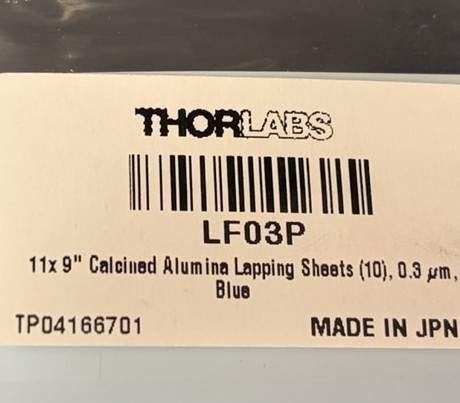 THORLABS
LF03P
11x 9" Calcined Alumina Lapping Sheets (10), 0.3 µm,
Blue
TP04166701
MADE IN JPN